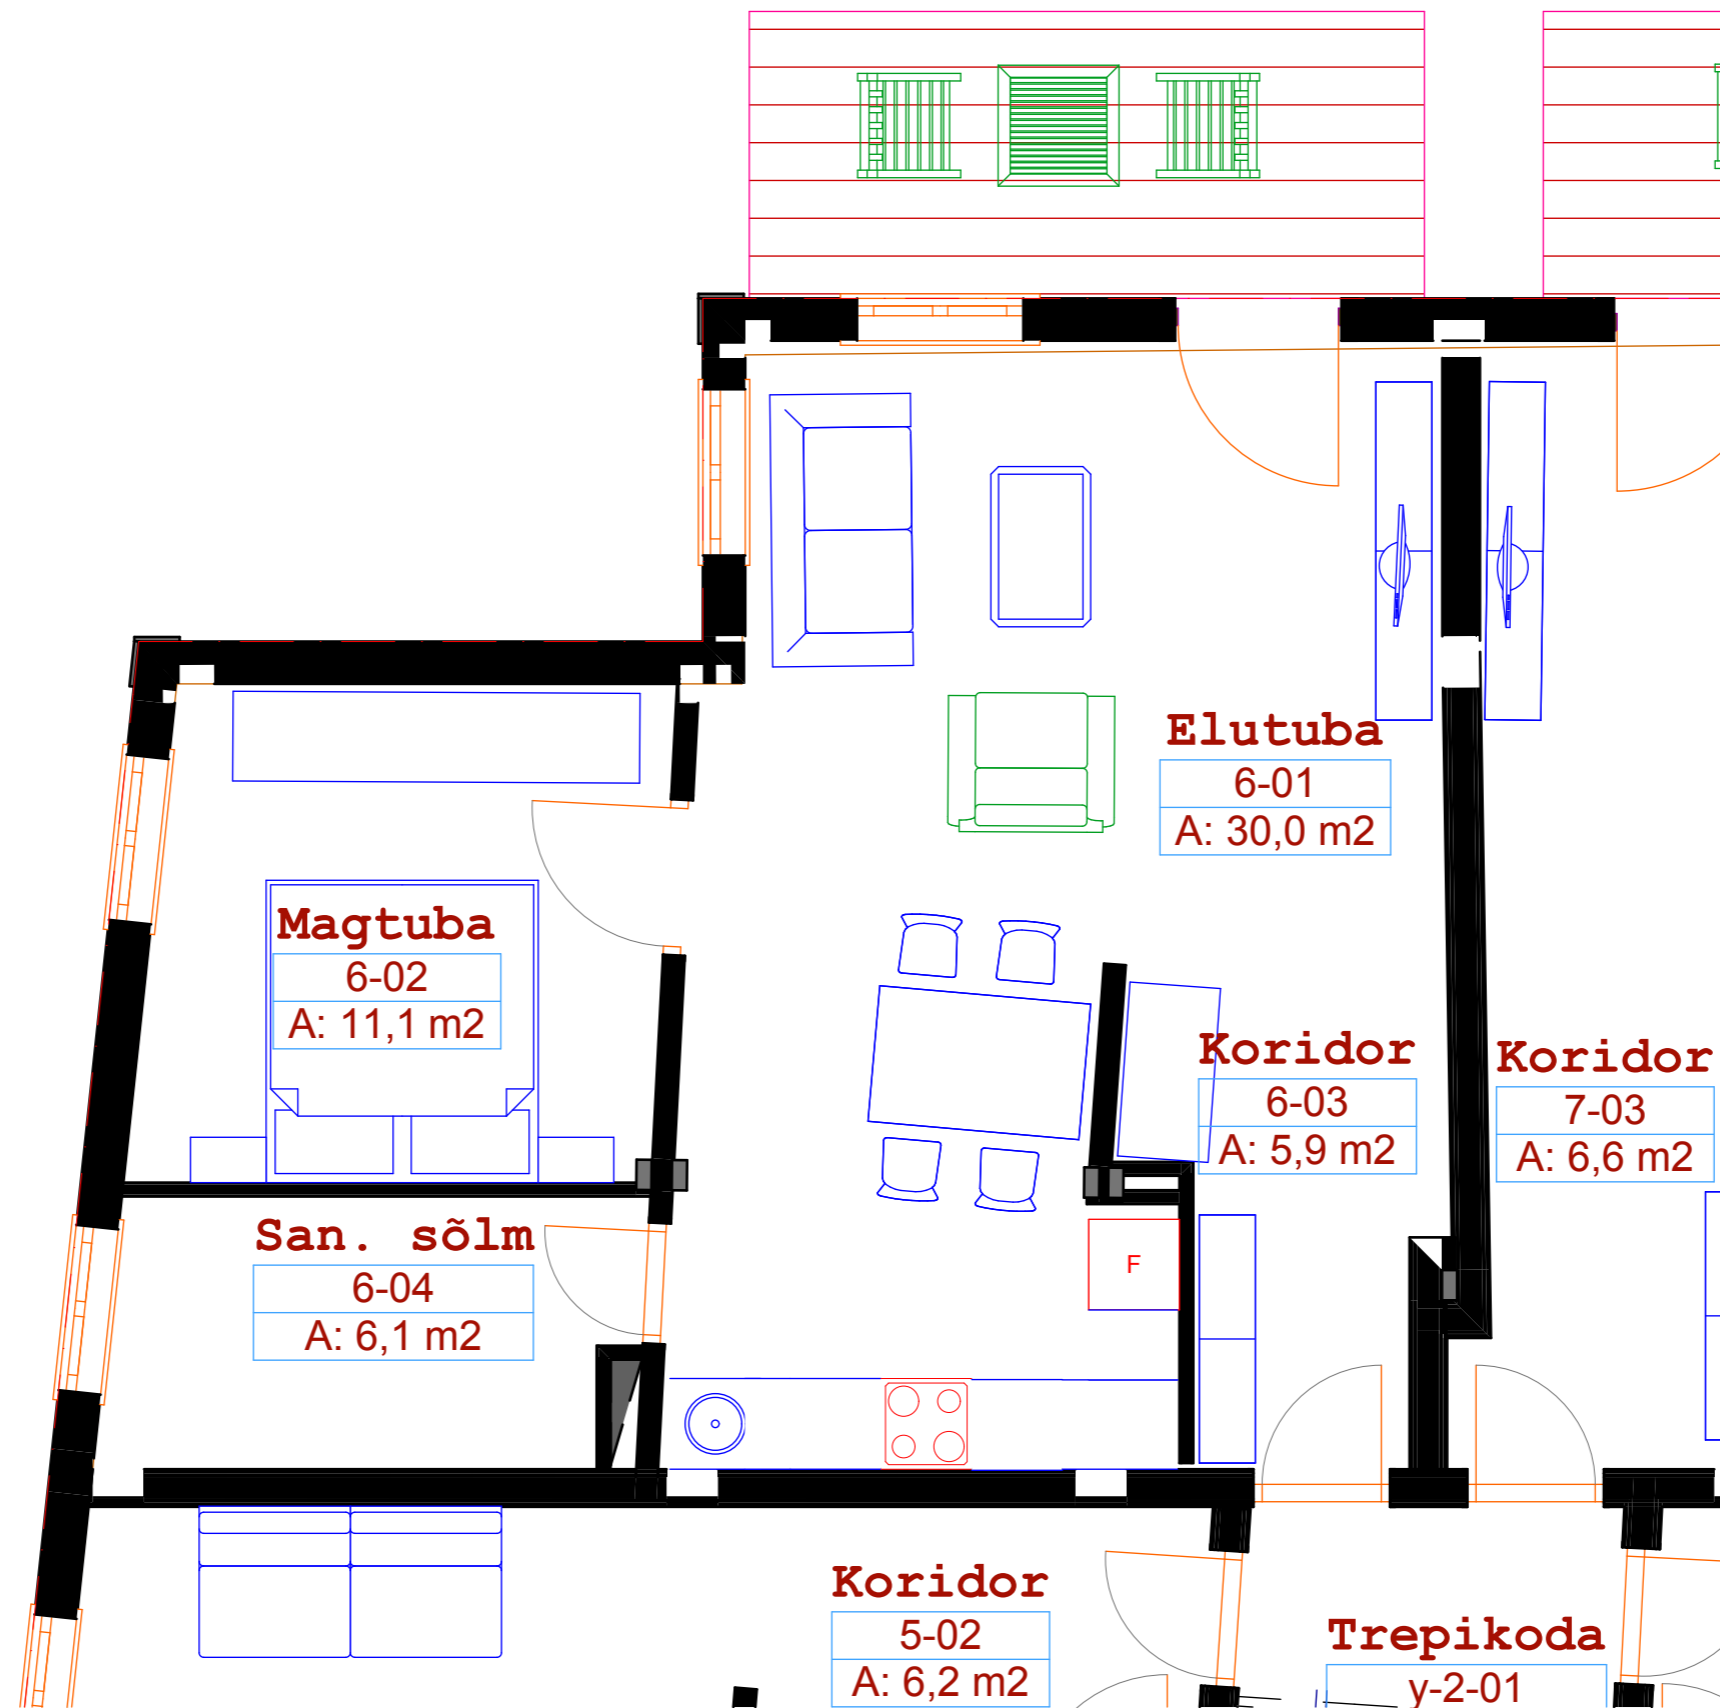 Elutuba
6-01
A: 30,0 m2
Magtuba
6-02
A: 11,1 m2
Koridor
6-03
A: 5,9 m2
Koridor
7-03
A: 6,6 m2
San. sõlm
6-04
A: 6,1 m2
F
Koridor
5-02
A: 6,2 m2
Trepikoda
y-2-01